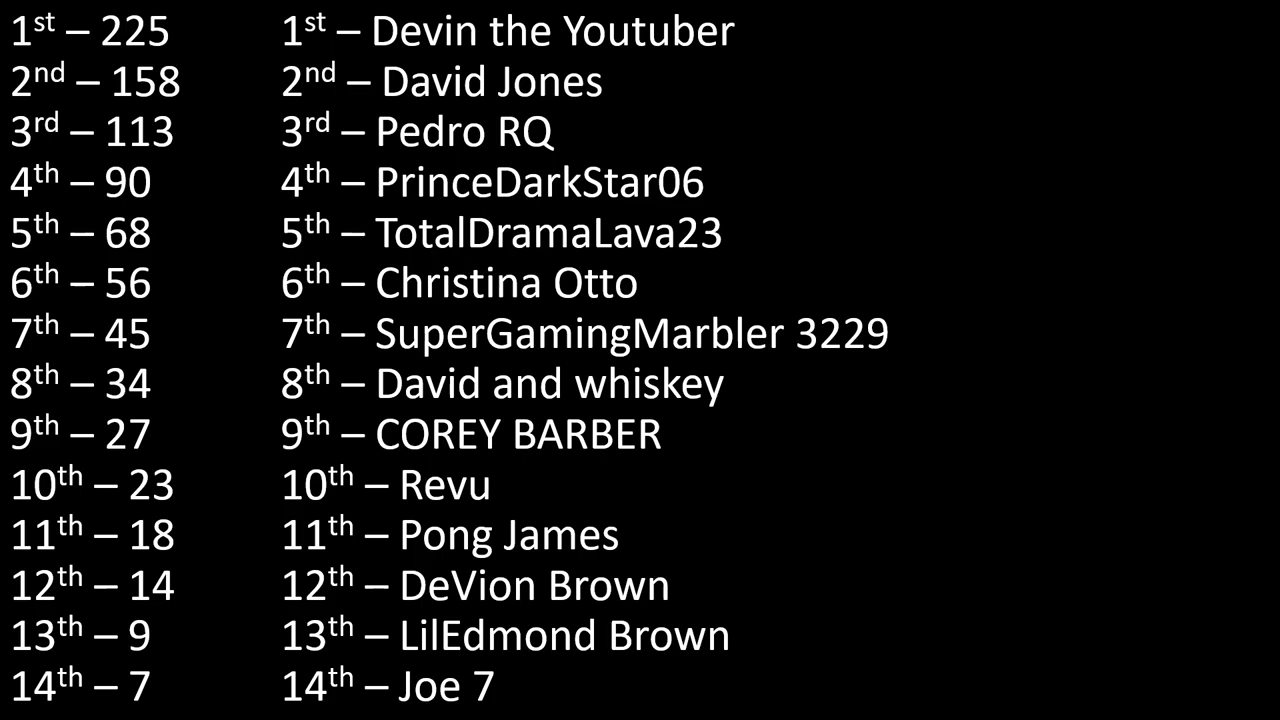 1st – 225 1st – Devin the Youtuber
2nd – 158 2nd – David Jones
3rd – 113 3rd – Pedro RQ
4th – 90 4th – PrinceDarkStar06
5th – 68 5th – TotalDramaLava23
6th – 56 6th – Christina Otto
7th – 45 7th – SuperGamingMarbler 3229
8th – 34 8th – David and whiskey
9th – 27 9th – COREY BARBER
10th – 23 10th – Revu
11th – 18 11th – Pong James
12th – 14 12th – DeVion Brown
13th – 9 13th – LilEdmond Brown
14th – 7 14th – Joe 7